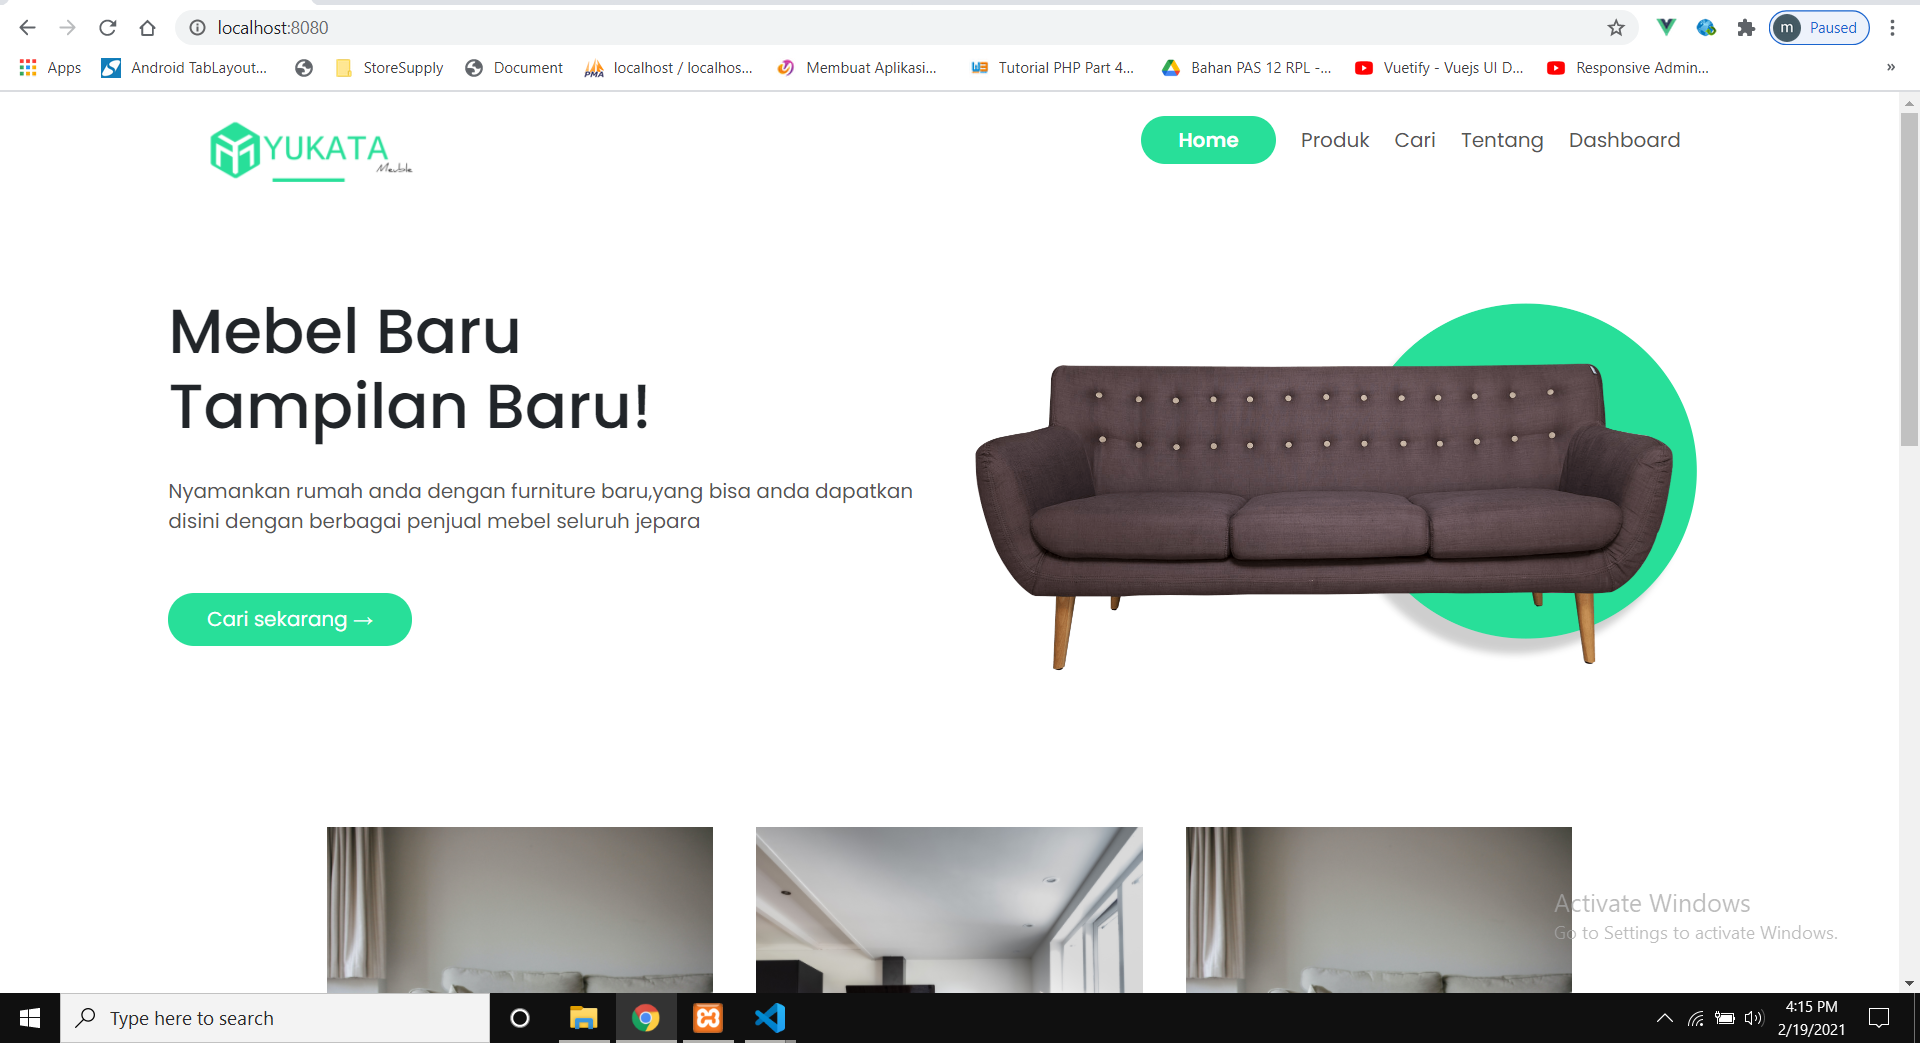 localhost:8080
m Paused
Apps Android TabLayout... StoreSupply Document PMA localhost / localhos... Membuat Aplikasi... Tutorial PHP Part 4... Bahan PAS 12 RPL -... Vuetify - Vuejs UI D... Responsive Admin... »
YUKATA
Meuble
Home Produk Cari Tentang Dashboard
Mebel Baru
Tampilan Baru!
Nyamankan rumah anda dengan furniture baru,yang bisa anda dapatkan
disini dengan berbagai penjual mebel seluruh jepara
Cari sekarang →
Activate Windows
Go to Settings to activate Windows.
Type here to search
4:15 PM
2/19/2021